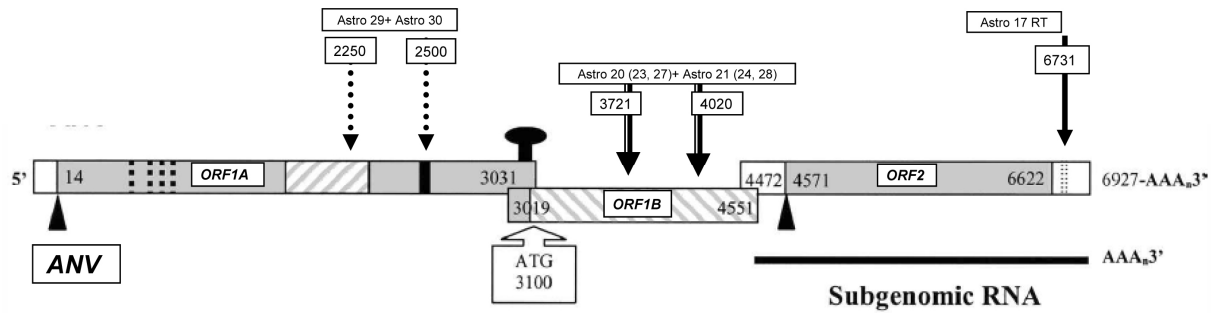 Astro 29+ Astro 30
Astro 17 RT
2250
2500
6731
Astro 20 (23, 27)+ Astro 21 (24, 28)
3721
4020
5’
14
ORF1A
3031
4472
4571
ORF2
6622
6927-AAAn3’
3019
ORF1B
4551
ANV
ATG
3100
AAAn3’
Subgenomic RNA